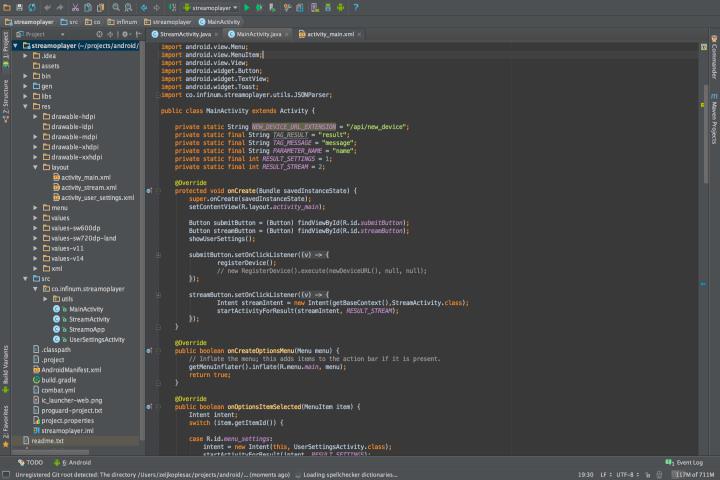 streamoplayer
streamoplayer
src
co
infinum
streamoplayer
MainActivity
Project
StreamActivity.java
MainActivity.java
activity_main.xml
1: Project
Z: Structure
Build Variants
2: Favorites
Commander
Maven Projects
streamoplayer (~/projects/android/
.idea
assets
bin
gen
libs
res
drawable-hdpi
drawable-ldpi
drawable-mdpi
drawable-xhdpi
drawable-xxhdpi
layout
activity_main.xml
activity_stream.xml
activity_user_settings.xml
menu
values
values-sw600dp
values-sw720dp-land
values-v11
values-v14
xml
src
co.infinum.streamoplayer
utils
MainActivity
StreamActivity
StreamoApp
UserSettingsActivity
.classpath
.project
AndroidManifest.xml
build.gradle
combat.yml
ic_launcher-web.png
proguard-project.txt
project.properties
streamoplayer.iml
readme.txt
import android.view.Menu;
import android.view.MenuItem;
import android.view.View;
import android.widget.Button;
import android.widget.TextView;
import android.widget.Toast;
import co.infinum.streamoplayer.utils.JSONParser;
public class MainActivity extends Activity {
private static String NEW_DEVICE_URL_EXTENSION = "/api/new_device";
private static final String TAG_RESULT = "result";
private static final String TAG_MESSAGE = "message";
private static final String PARAMETER_NAME = "name";
private static final int RESULT_SETTINGS = 1;
private static final int RESULT_STREAM = 2;
@Override
protected void onCreate(Bundle savedInstanceState) {
super.onCreate(savedInstanceState);
setContentView(R.layout.activity_main);
Button submitButton = (Button) findViewById(R.id.submitButton);
Button streamButton = (Button) findViewById(R.id.streamButton);
showUserSettings();
submitButton.setOnClickListener((v) → {
registerDevice();
// new RegisterDevice().execute(newDeviceURL(), null, null);
});
streamButton.setOnClickListener((v) → {
Intent streamIntent = new Intent(getBaseContext(),StreamActivity.class);
startActivityForResult(streamIntent, RESULT_STREAM);
});
}
@Override
public boolean onCreateOptionsMenu(Menu menu) {
// Inflate the menu; this adds items to the action bar if it is present.
getMenuInflater().inflate(R.menu.main, menu);
return true;
}
@Override
public boolean onOptionsItemSelected(MenuItem item) {
Intent intent;
switch (item.getItemId()) {
case R.id.menu_settings:
intent = new Intent(this, UserSettingsActivity.class);
startActivityForResult(intent, RESULT_SETTINGS);
TODO
6: Android
Event Log
Unregistered Git root detected: The directory /Users/zeljkoplesac/projects/android/... (moments ago)
Loading spellchecker dictionaries...
19:30
LF
UTF-8
117M of 711M